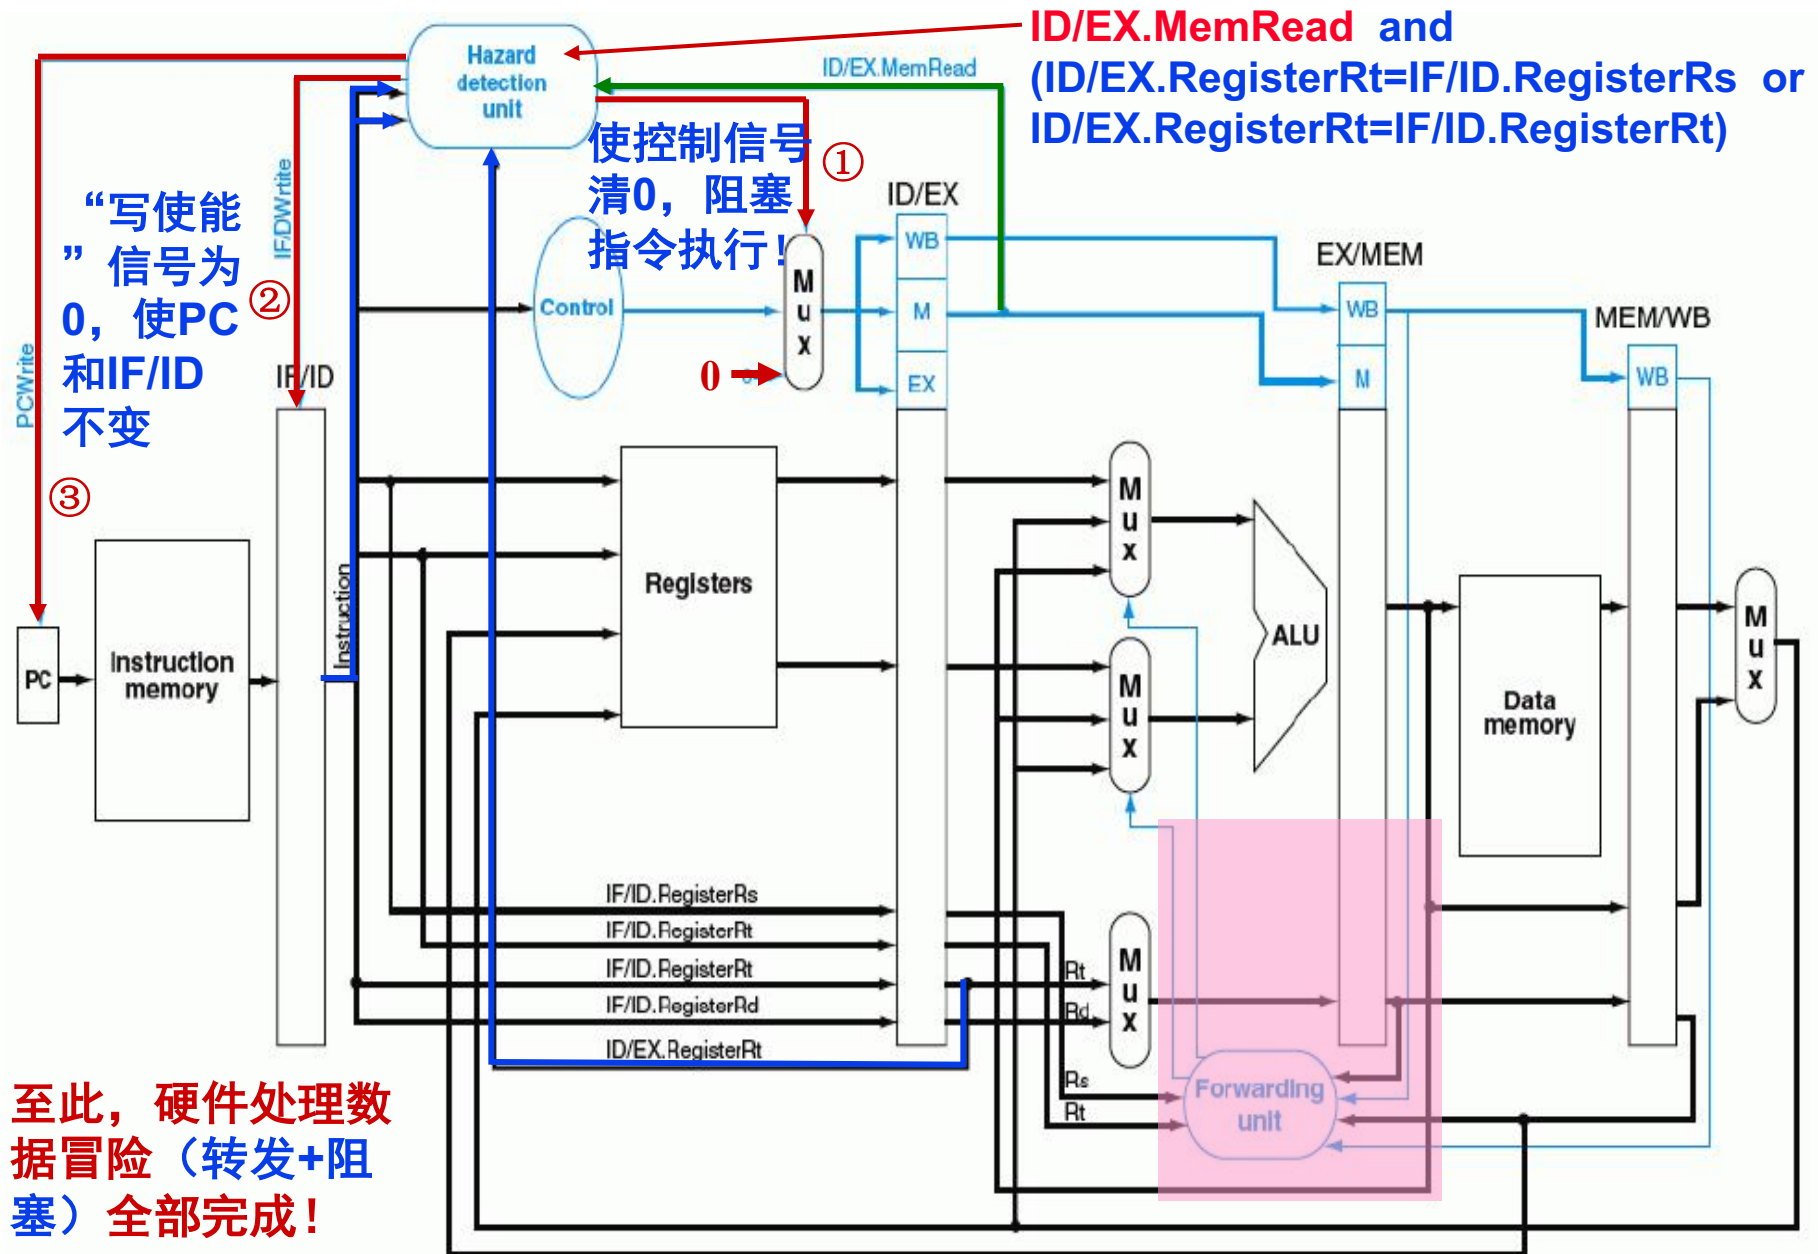 ID/EX.MemRead and
(ID/EX.RegisterRt=IF/ID.RegisterRs or
ID/EX.RegisterRt=IF/ID.RegisterRt)
Hazard
detection
unit
ID/EX.MemRead
使控制信号
清0，阻塞
指令执行！
①
“写使能
”信号为
0，使PC
和IF/ID
不变
IF/DWrtite
②
PCWrite
③
ID/EX
WB
M
EX
EX/MEM
WB
M
MEM/WB
WB
Control
M
u
x
0
0
IF/ID
PC
Instruction
memory
Instruction
Registers
M
u
x
M
u
x
ALU
Data
memory
M
u
x
IF/ID.RegisterRs
IF/ID.RegisterRt
IF/ID.RegisterRt
IF/ID.RegisterRd
ID/EX.RegisterRt
Rt
Rd
M
u
x
Rs
Rt
Forwarding
unit
至此，硬件处理数
据冒险（转发+阻
塞）全部完成！